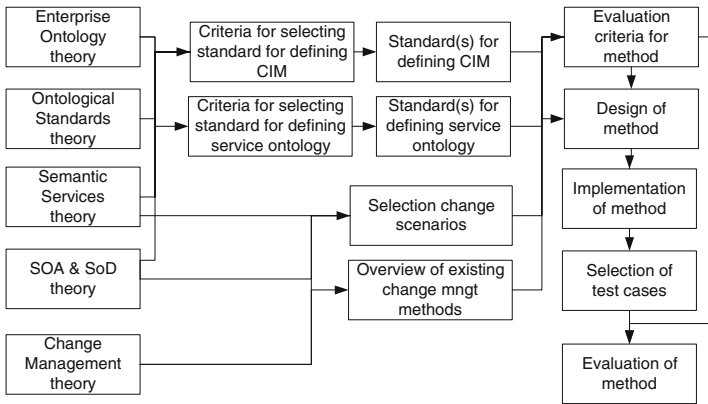 Enterprise
Ontology
theory
Ontological
Standards
theory
Semantic
Services
theory
SOA & SoD
theory
Change
Management
theory
Criteria for selecting
standard for defining
CIM
Criteria for selecting
standard for defining
service ontology
Standard(s) for
defining CIM
Standard(s) for
defining service
ontology
Selection change
scenarios
Overview of existing
change mngt
methods
Evaluation
criteria for
method
Design of
method
Implementation
of method
Selection of
test cases
Evaluation of
method